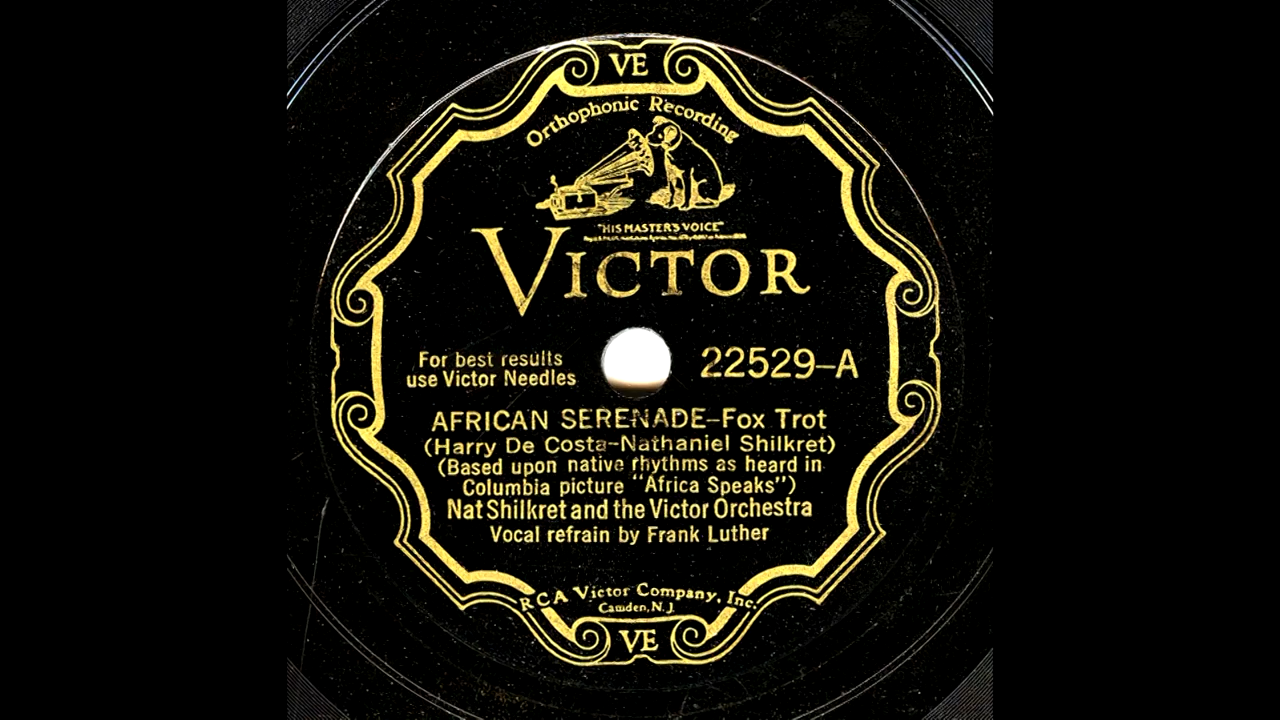 VE
Orthophonic Recording
"HIS MASTER'S VOICE"
VICTOR
For best results
use Victor Needles
22529-A
AFRICAN SERENADE-Fox Trot
(Harry De Costa-Nathaniel Shilkret)
(Based upon native rhythms as heard in
Columbia picture "Africa Speaks")
Nat Shilkret and the Victor Orchestra
Vocal refrain by Frank Luther
RCA Victor Company, Inc.
Camden, N. J.
VE